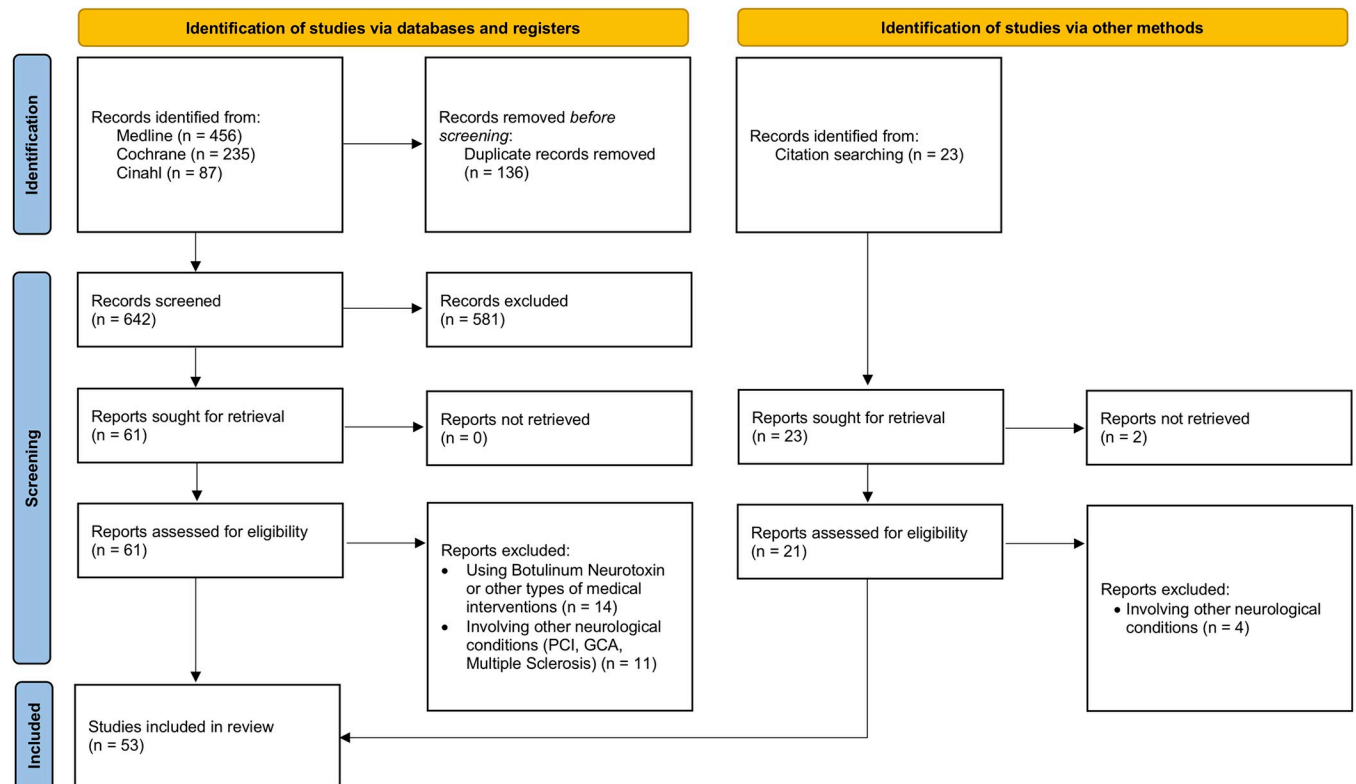 Identification of studies via databases and registers
Identification of studies via other methods
Identification
Records identified from:
Medline (n = 456)
Cochrane (n = 235)
Cinahl (n = 87)
Records removed before
screening:
Duplicate records removed
(n = 136)
Records identified from:
Citation searching (n = 23)
Screening
Records screened
(n = 642)
Records excluded
(n = 581)
Reports sought for retrieval
(n = 61)
Reports not retrieved
(n = 0)
Reports sought for retrieval
(n = 23)
Reports not retrieved
(n = 2)
Reports assessed for eligibility
(n = 61)
Reports excluded:
• Using Botulinum Neurotoxin
or other types of medical
interventions (n = 14)
• Involving other neurological
conditions (PCI, GCA,
Multiple Sclerosis) (n = 11)
Reports assessed for eligibility
(n = 21)
Reports excluded:
• Involving other neurological
conditions (n = 4)
Included
Studies included in review
(n = 53)